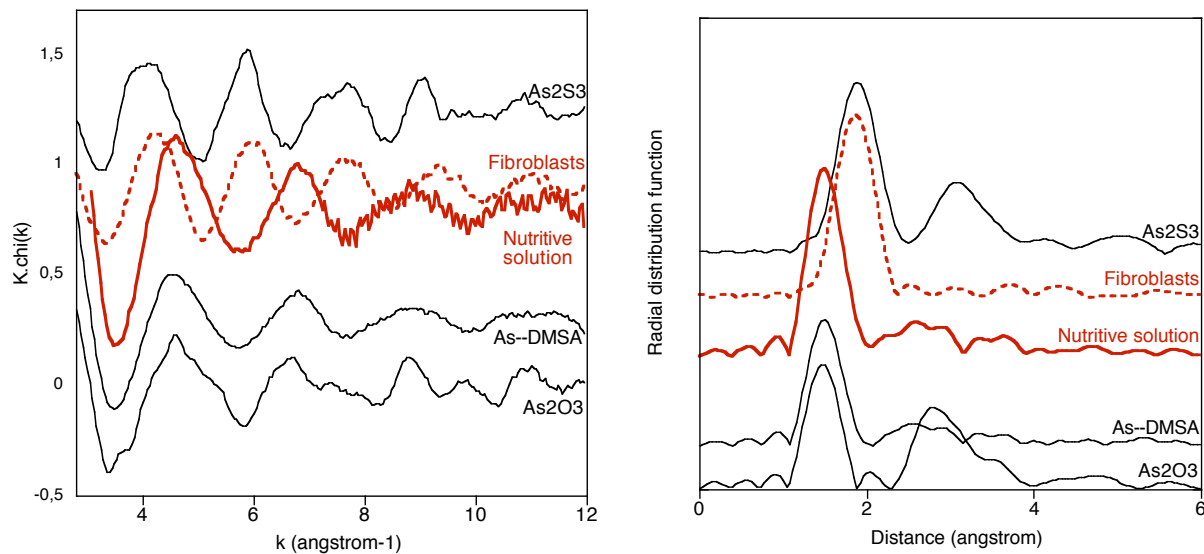 1,5
As2S3
Fibroblasts
1
Nutritive
solution
0,5
As--DMSA
0
As2O3
-0,5
4 6 8 10 12
k (angstrom-1)
K.chi(k)
As2S3
Fibroblasts
Nutritive solution
As--DMSA
As2O3
0 2 4 6
Distance (angstrom)
Radial distribution function